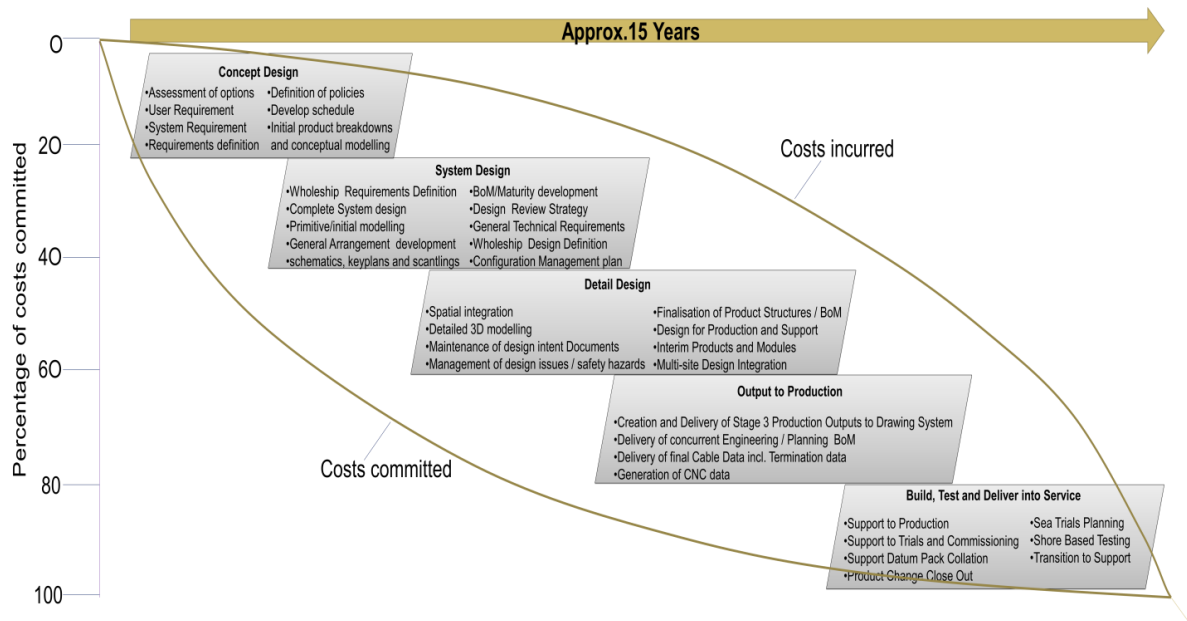 Approx.15 Years
Percentage of costs committed
0
20
40
60
80
100
Costs incurred
Costs committed
Concept Design
•Assessment of options
•User Requirement
•System Requirement
•Requirements definition
•Definition of policies
•Develop schedule
•Initial product breakdowns
and conceptual modelling
System Design
•Wholeship Requirements Definition
•Complete System design
•Primitive/initial modelling
•General Arrangement development
•schematics, keyplans and scantlings
•BoM/Maturity development
•Design Review Strategy
•General Technical Requirements
•Wholeship Design Definition
•Configuration Management plan
Detail Design
•Spatial integration
•Detailed 3D modelling
•Maintenance of design intent Documents
•Management of design issues / safety hazards
•Finalisation of Product Structures / BoM
•Design for Production and Support
•Interim Products and Modules
•Multi-site Design Integration
Output to Production
•Creation and Delivery of Stage 3 Production Outputs to Drawing System
•Delivery of concurrent Engineering / Planning BoM
•Delivery of final Cable Data incl. Termination data
•Generation of CNC data
Build, Test and Deliver into Service
•Support to Production
•Support to Trials and Commissioning
•Support Datum Pack Collation
•Product Change Close Out
•Sea Trials Planning
•Shore Based Testing
•Transition to Support